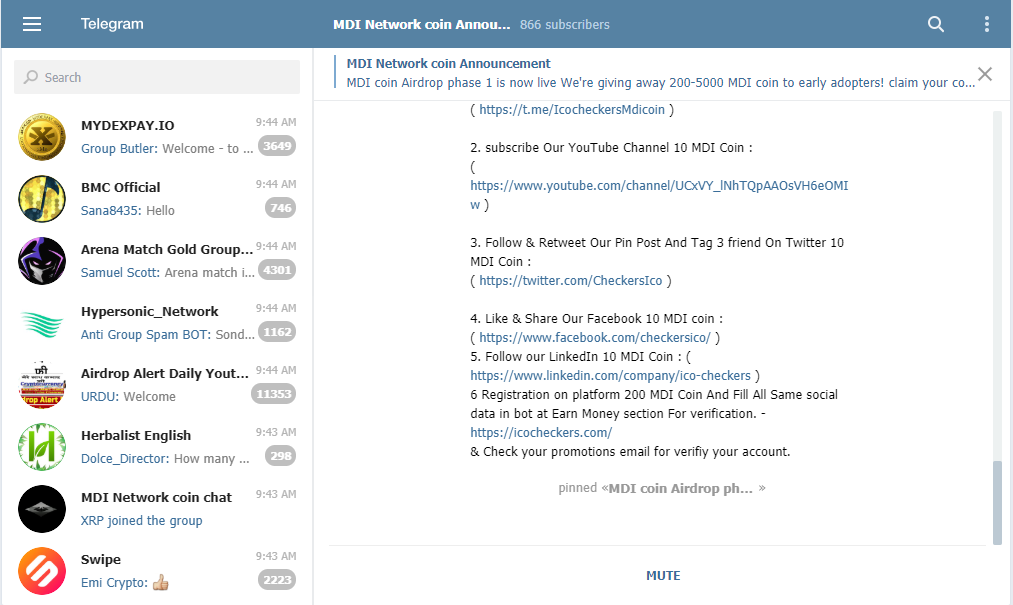 Telegram
MDI Network coin Annou... 866 subscribers
Search
MDI Network coin Announcement
MDI coin Airdrop phase 1 is now live We're giving away 200-5000 MDI coin to early adopters! claim your co...
MYDEXPAY.IO 9:44 AM
Group Butler: Welcome - to ... 3649
BMC Official 9:44 AM
Sana8435: Hello 746
Arena Match Gold Group... 9:44 AM
Samuel Scott: Arena match i... 4301
Hypersonic_Network 9:44 AM
Anti Group Spam BOT: Sond... 1162
Airdrop Alert Daily Yout... 9:44 AM
URDU: Welcome 11353
Herbalist English 9:43 AM
Dolce_Director: How many ... 298
MDI Network coin chat 9:43 AM
XRP joined the group
Swipe 9:43 AM
Emi Crypto: 👍🏼 2223
( https://t.me/IcocheckersMdicoin )
2. subscribe Our YouTube Channel 10 MDI Coin :
(
https://www.youtube.com/channel/UCxVY_lNhTQpAAOsVH6eOMI
w )
3. Follow & Retweet Our Pin Post And Tag 3 friend On Twitter 10
MDI Coin :
( https://twitter.com/CheckersIco )
4. Like & Share Our Facebook 10 MDI coin :
( https://www.facebook.com/checkersico/ )
5. Follow our LinkedIn 10 MDI Coin : (
https://www.linkedin.com/company/ico-checkers )
6 Registration on platform 200 MDI Coin And Fill All Same social
data in bot at Earn Money section For verification. -
https://icocheckers.com/
& Check your promotions email for verifiy your account.
pinned «MDI coin Airdrop ph... »
MUTE